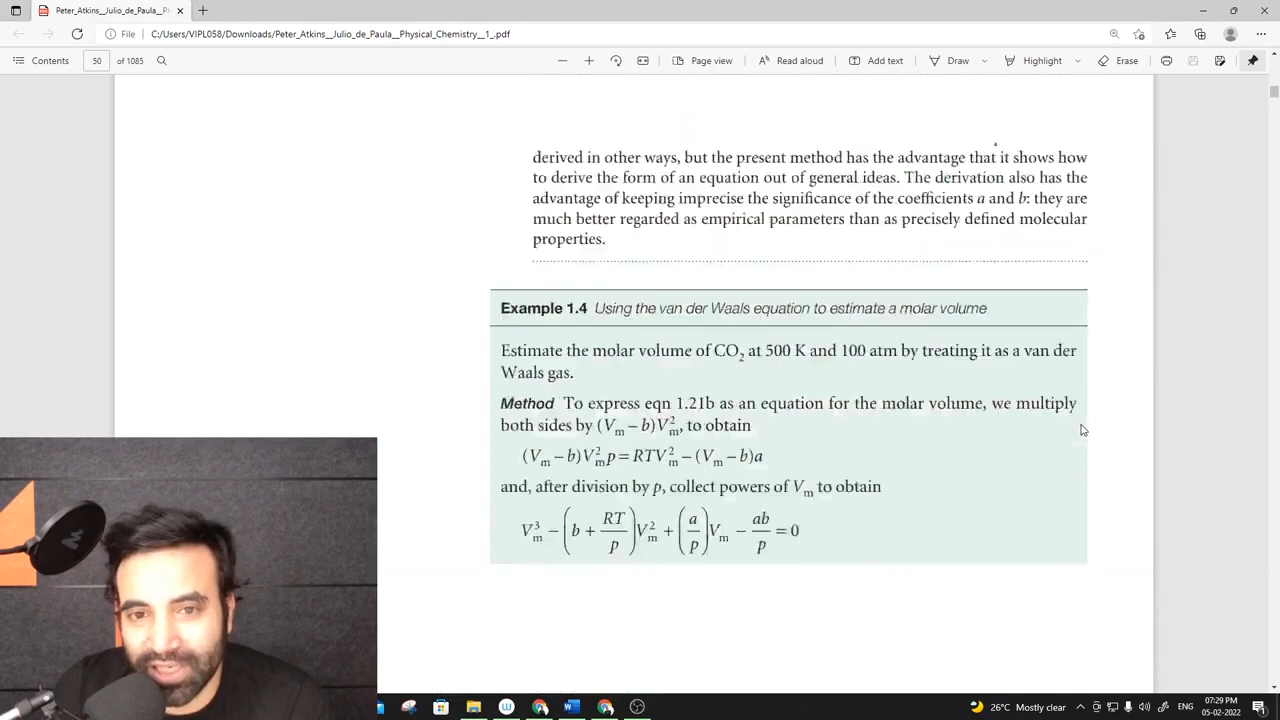 Peter_Atkins__Julio_de_Paula__Ph
File
C:/Users/VIPL058/Downloads/Peter_Atkins__Julio_de_Paula__Physical_Chemistry__1_.pdf
Contents 50 of 1085 Page view Read aloud Add text Draw Highlight Erase
derived in other ways, but the present method has the advantage that it shows how
to derive the form of an equation out of general ideas. The derivation also has the
advantage of keeping imprecise the significance of the coefficients a and b: they are
much better regarded as empirical parameters than as precisely defined molecular
properties.
Example 1.4 Using the van der Waals equation to estimate a molar volume
Estimate the molar volume of CO₂ at 500 K and 100 atm by treating it as a van der
Waals gas.
Method To express eqn 1.21b as an equation for the molar volume, we multiply
both sides by (Vₘ − b)Vₘ², to obtain
(Vₘ − b)Vₘ²p = RTVₘ² − (Vₘ − b)a
and, after division by p, collect powers of Vₘ to obtain
Vₘ³ − (b + RT/p)Vₘ² + (a/p)Vₘ − ab/p = 0
26°C Mostly clear ENG 07:29 PM
05-02-2022